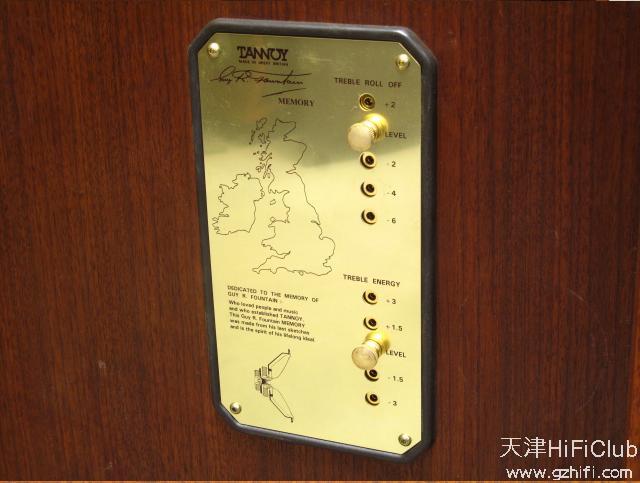 TANNOY
MADE IN GREAT BRITAIN
Guy R. Fountain
MEMORY
TREBLE ROLL OFF
+2
LEVEL
-2
-4
-6
TREBLE ENERGY
+3
+1.5
LEVEL
-1.5
-3
DEDICATED TO THE MEMORY OF
GUY R. FOUNTAIN :-
Who loved people and music
and who established TANNOY.
This Guy R. Fountain MEMORY
was made from his last sketches
and is the spirit of his lifelong ideal.
天津HiFiClub
www.gzhifi.com